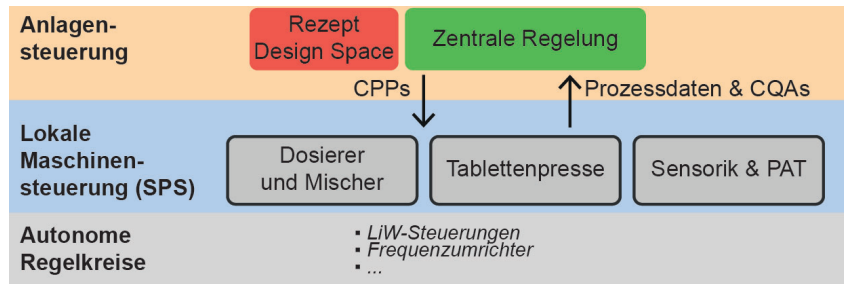 Anlagen-
steuerung
Rezept
Design Space
Zentrale Regelung
CPPs
Prozessdaten & CQAs
Lokale
Maschinen-
steuerung (SPS)
Dosierer
und Mischer
Tablettenpresse
Sensorik & PAT
Autonome
Regelkreise
▪ LiW-Steuerungen
▪ Frequenzumrichter
▪ ...